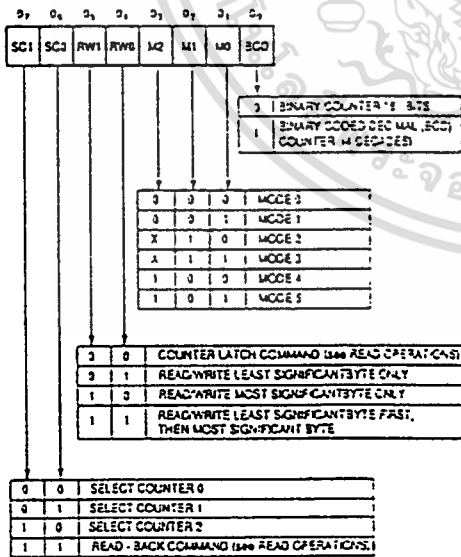 D7 D6 D5 D4 D3 D2 D1 D0
SC1 SC0 RW1 RW0 M2 M1 M0 BCD
0 BINARY COUNTER 16 BITS
1 BINARY CODED DECIMAL (BCD)
COUNTER (4 DECADES)
0 0 0 MODE 0
0 0 1 MODE 1
X 1 0 MODE 2
X 1 1 MODE 3
1 0 0 MODE 4
1 0 1 MODE 5
0 0 COUNTER LATCH COMMAND (see READ OPERATIONS)
0 1 READ/WRITE LEAST SIGNIFICANT BYTE ONLY
1 0 READ/WRITE MOST SIGNIFICANT BYTE ONLY
1 1 READ/WRITE LEAST SIGNIFICANT BYTE FIRST,
THEN MOST SIGNIFICANT BYTE
0 0 SELECT COUNTER 0
0 1 SELECT COUNTER 1
1 0 SELECT COUNTER 2
1 1 READ - BACK COMMAND (see READ OPERATIONS)